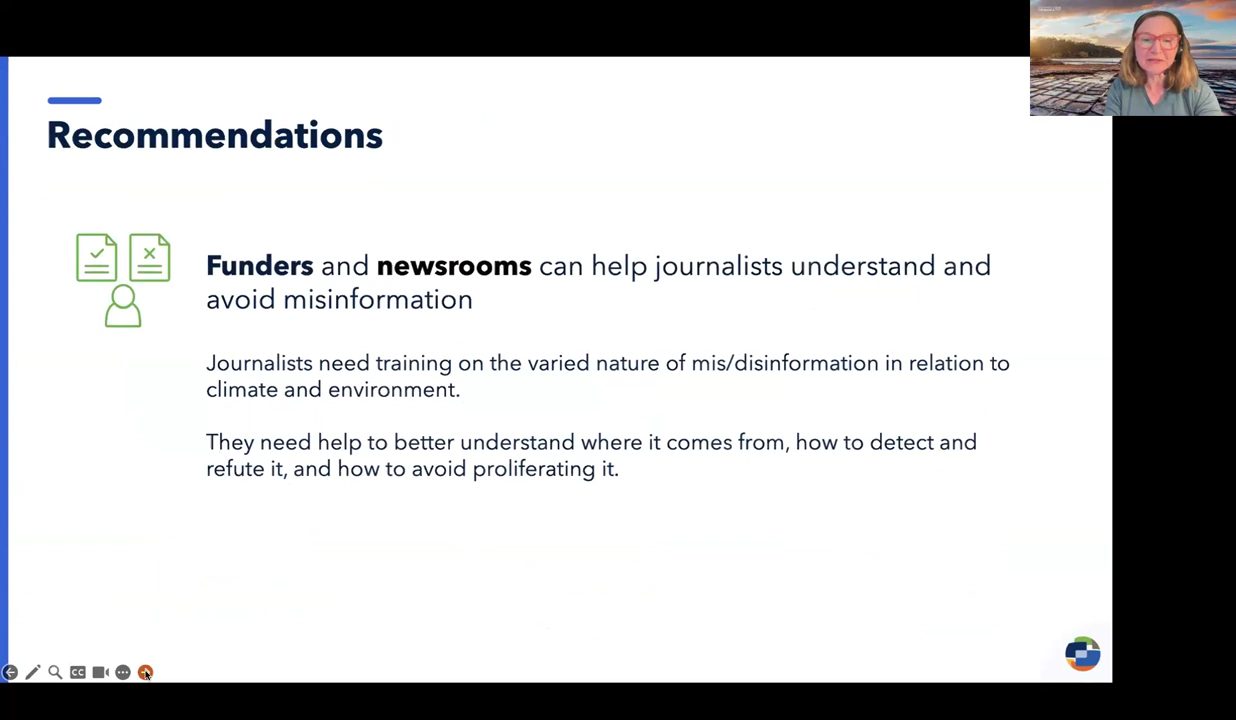 Recommendations
Funders and newsrooms can help journalists understand and
avoid misinformation
Journalists need training on the varied nature of mis/disinformation in relation to
climate and environment.
They need help to better understand where it comes from, how to detect and
refute it, and how to avoid proliferating it.
CC